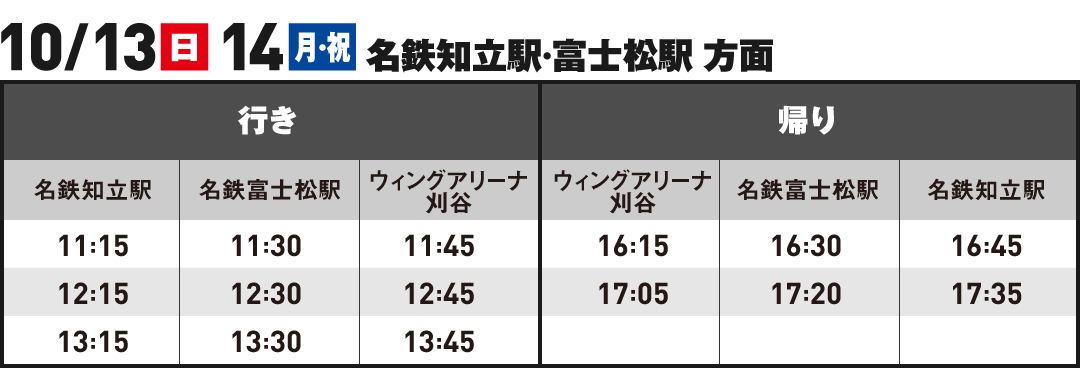 10/13 日 14 月・祝 名鉄知立駅・富士松駅 方面
行き 帰り
名鉄知立駅 名鉄富士松駅 ウィングアリーナ刈谷 ウィングアリーナ刈谷 名鉄富士松駅 名鉄知立駅
11:15 11:30 11:45 16:15 16:30 16:45
12:15 12:30 12:45 17:05 17:20 17:35
13:15 13:30 13:45